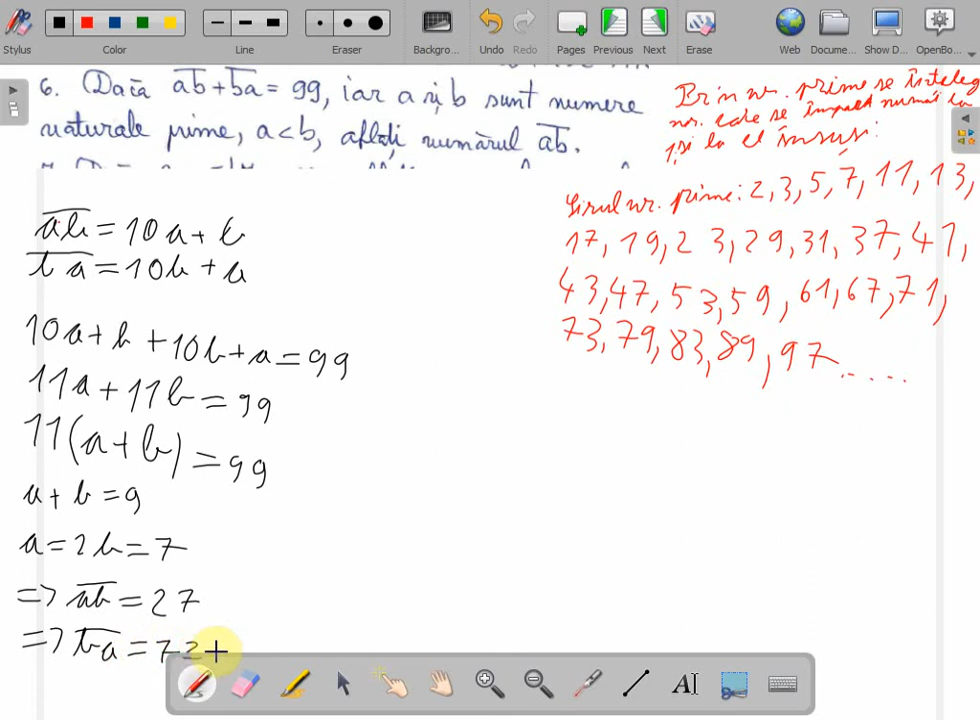 Stylus Color Line Eraser Backgro... Undo Redo Pages Previous Next Erase Web Docume... Show D... OpenBo...
6. Dacă ab+ba = 99, iar a și b sunt numere
naturale prime, a<b, aflați numărul ab.
Prin nr. prime se înțeleg
nr. care se împart numai la
1 și la el însuși:
Șirul nr. prime: 2, 3, 5, 7, 11, 13,
17, 19, 23, 29, 31, 37, 41,
43, 47, 53, 59, 61, 67, 71,
73, 79, 83, 89, 97.....
ab = 10a + b
ba = 10b + a
10a + b + 10b + a = 99
11a + 11b = 99
11(a + b) = 99
a + b = 9
a = 2 b = 7
=> ab = 27
=> ba = 72